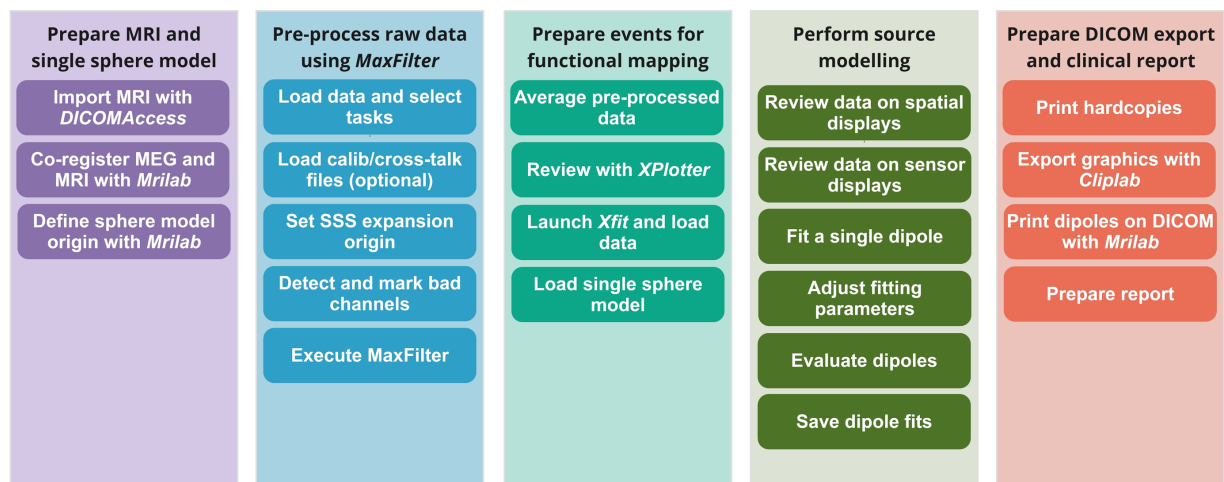 Prepare MRI and
single sphere model
Import MRI with
DICOMAccess
Co-register MEG and
MRI with Mrilab
Define sphere model
origin with Mrilab
Pre-process raw data
using MaxFilter
Load data and select
tasks
Load calib/cross-talk
files (optional)
Set SSS expansion
origin
Detect and mark bad
channels
Execute MaxFilter
Prepare events for
functional mapping
Average pre-processed
data
Review with XPlotter
Launch Xfit and load
data
Load single sphere
model
Perform source
modelling
Review data on spatial
displays
Review data on sensor
displays
Fit a single dipole
Adjust fitting
parameters
Evaluate dipoles
Save dipole fits
Prepare DICOM export
and clinical report
Print hardcopies
Export graphics with
Cliplab
Print dipoles on DICOM
with Mrilab
Prepare report